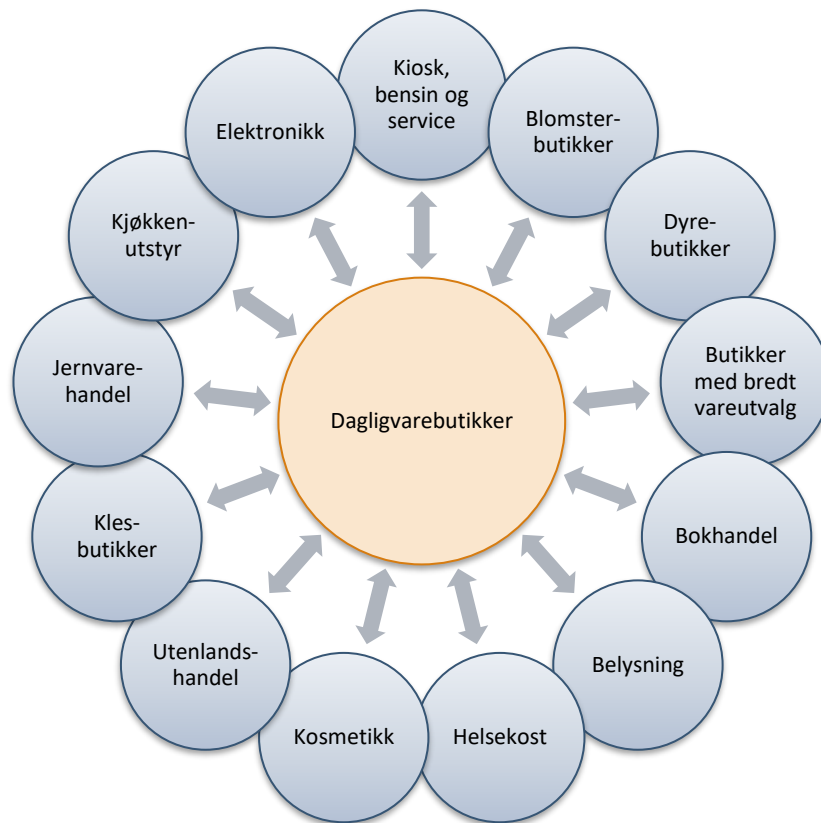 Kiosk,
bensin og
service
Blomster-
butikker
Dyre-
butikker
Butikker
med bredt
vareutvalg
Bokhandel
Belysning
Helsekost
Kosmetikk
Utenlands-
handel
Kles-
butikker
Jernvare-
handel
Kjøkken-
utstyr
Elektronikk
Dagligvarebutikker